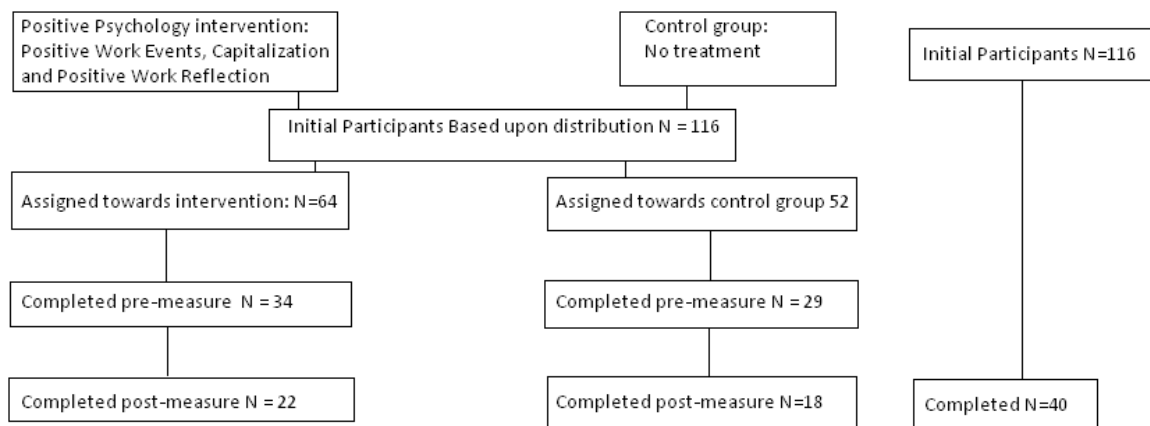 Positive Psychology intervention:
Positive Work Events, Capitalization
and Positive Work Reflection
Control group:
No treatment
Initial Participants N=116
Initial Participants Based upon distribution N = 116
Assigned towards intervention: N=64
Assigned towards control group 52
Completed pre-measure N = 34
Completed pre-measure N = 29
Completed post-measure N = 22
Completed post-measure N=18
Completed N=40